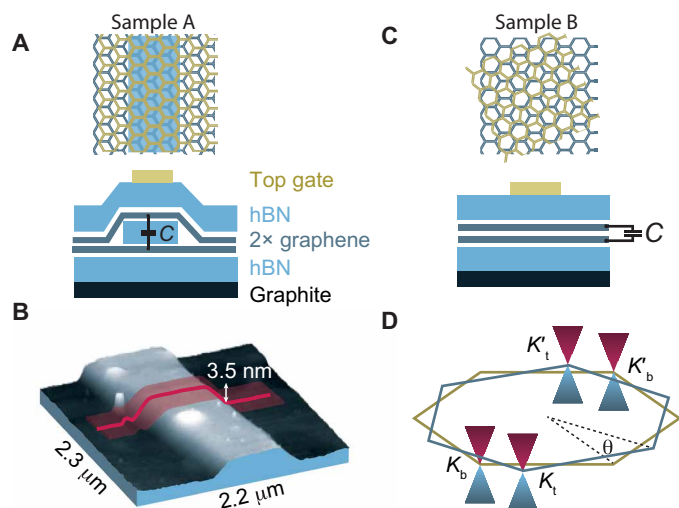 Sample A
A
Top gate
hBN
C
2× graphene
hBN
Graphite
B
3.5 nm
2.3 μm
2.2 μm
Sample B
C
C
D
K′t
K′b
θ
Kb
Kt